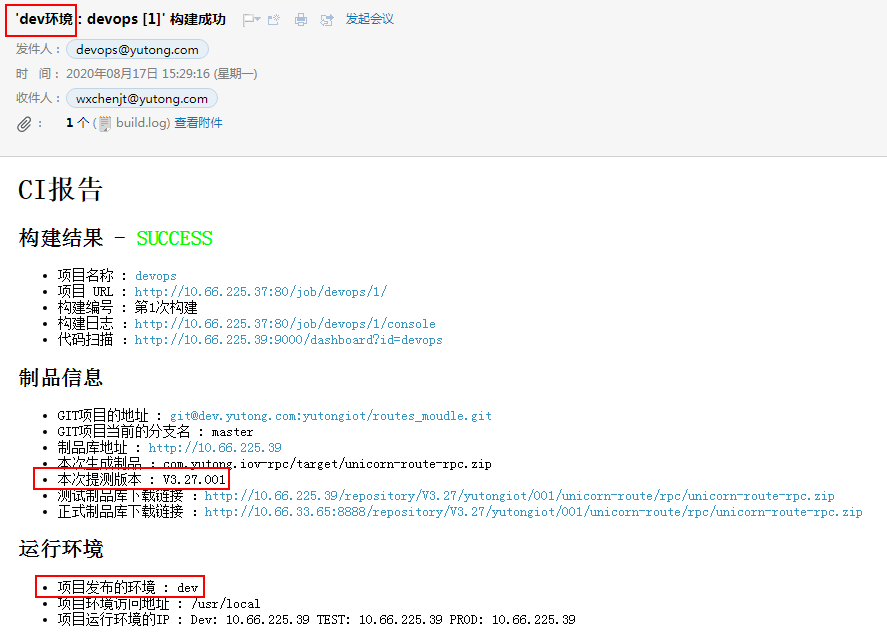 'dev环境 : devops [1]' 构建成功 发起会议
发件人： devops@yutong.com
时 间： 2020年08月17日 15:29:16 (星期一)
收件人： wxchenjt@yutong.com
： 1 个 ( build.log) 查看附件
CI报告
构建结果 - SUCCESS
• 项目名称 : devops
• 项目 URL : http://10.66.225.37:80/job/devops/1/
• 构建编号 : 第1次构建
• 构建日志 : http://10.66.225.37:80/job/devops/1/console
• 代码扫描 : http://10.66.225.39:9000/dashboard?id=devops
制品信息
• GIT项目的地址 : git@dev.yutong.com:yutongiot/routes_moudle.git
• GIT项目当前的分支名 : master
• 制品库地址 : http://10.66.225.39
• 本次生成制品 : com.yutong.iov-rpc/target/unicorn-route-rpc.zip
• 本次提测版本 : V3.27.001
• 测试制品库下载链接 : http://10.66.225.39/repository/V3.27/yutongiot/001/unicorn-route/rpc/unicorn-route-rpc.zip
• 正式制品库下载链接 : http://10.66.33.65:8888/repository/V3.27/yutongiot/001/unicorn-route/rpc/unicorn-route-rpc.zip
运行环境
• 项目发布的环境 : dev
• 项目环境访问地址 : /usr/local
• 项目运行环境的IP : Dev: 10.66.225.39 TEST: 10.66.225.39 PROD: 10.66.225.39